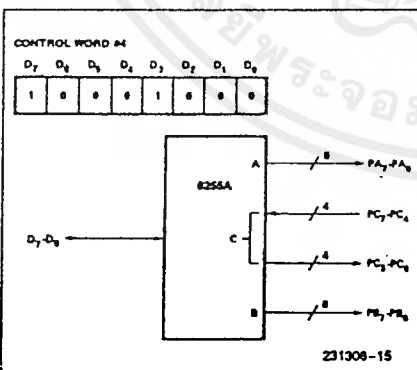 CONTROL WORD #4
D7 D6 D5 D4 D3 D2 D1 D0
1 0 0 0 1 0 0 0
8255A
A
8
PA7-PA0
4
PC7-PC4
D7-D0
C
4
PC3-PC0
B
8
PB7-PB0
231308-15